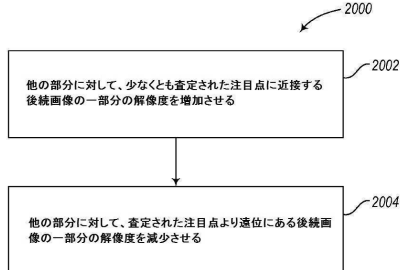 2000
2002
他の部分に対して、少なくとも査定された注目点に近接する
後続画像の一部分の解像度を増加させる
2004
他の部分に対して、査定された注目点より遠位にある後続画
像の一部分の解像度を減少させる